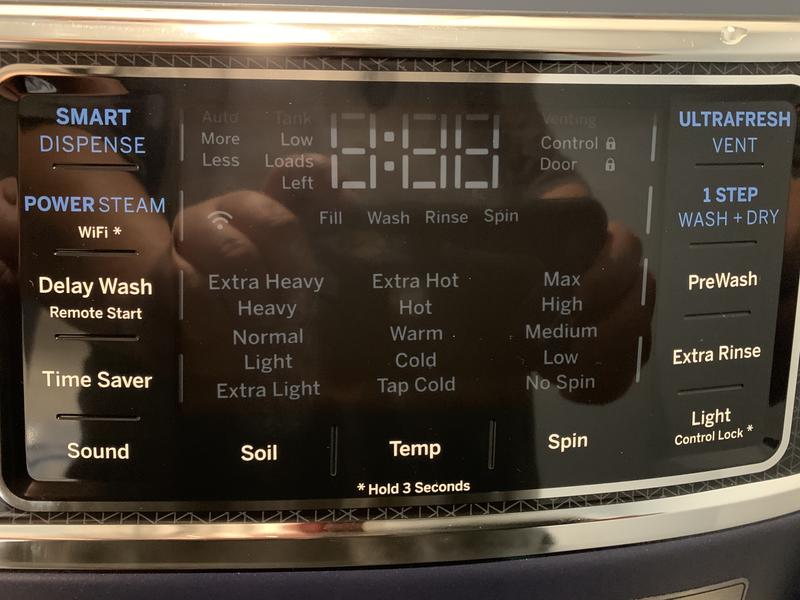 SMART
DISPENSE
POWER STEAM
WiFi *
Delay Wash
Remote Start
Time Saver
Sound
Auto
More
Less
Tank
Low
Loads
Left
8:88
Venting
Control
Door
Fill Wash Rinse Spin
Extra Heavy
Heavy
Normal
Light
Extra Light
Soil
Extra Hot
Hot
Warm
Cold
Tap Cold
Temp
Max
High
Medium
Low
No Spin
Spin
* Hold 3 Seconds
ULTRAFRESH
VENT
1 STEP
WASH + DRY
PreWash
Extra Rinse
Light
Control Lock *